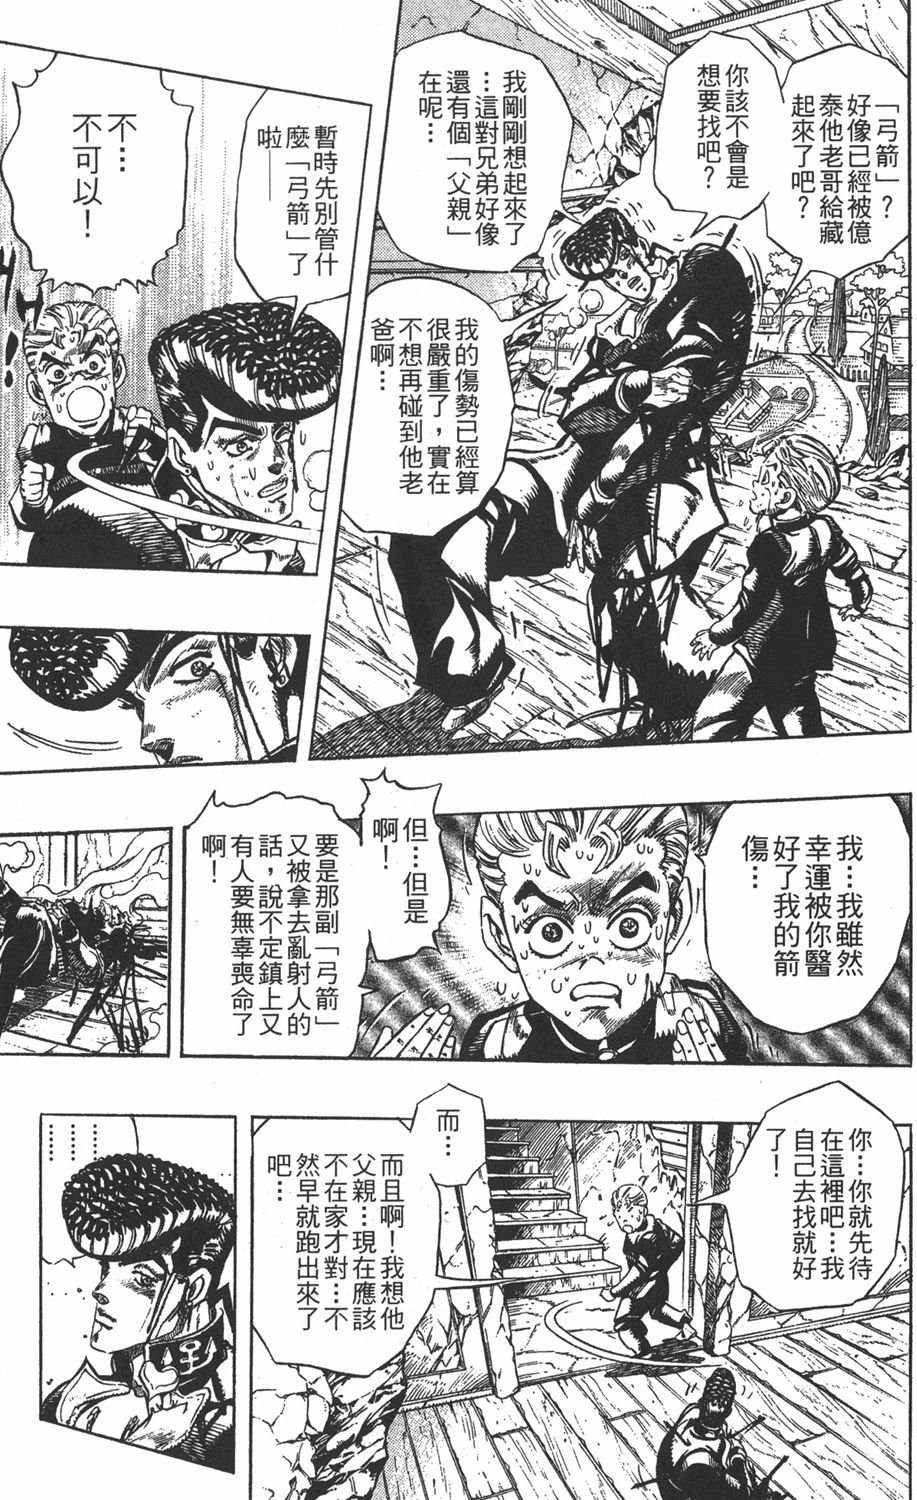 「弓箭」？
好像已經被億
泰他老哥給藏
起來了吧？
你該不會是
想要找吧？
我剛剛想起來了
⋯這對兄弟好像
還有個「父親」
在呢⋯
我的傷勢已經算
很嚴重了，實在
不想再碰到他老
爸啊⋯
暫時先別管什
麼「弓箭」了
啦——
不⋯
不可以！
我⋯我雖然
幸運被你醫
好了我的箭
傷⋯
但⋯但是
啊！
要是那副「弓箭」
又被拿去亂射人的
話，說不定鎮上又
有人要無辜喪命了
啊！
你⋯你就先待
在這裡吧⋯我
自己去找就好
了！
而⋯
而且啊！我想他
父親⋯現在應該
不在家才對⋯不
然早就跑出來了
吧⋯
⋯⋯⋯
⋯⋯⋯